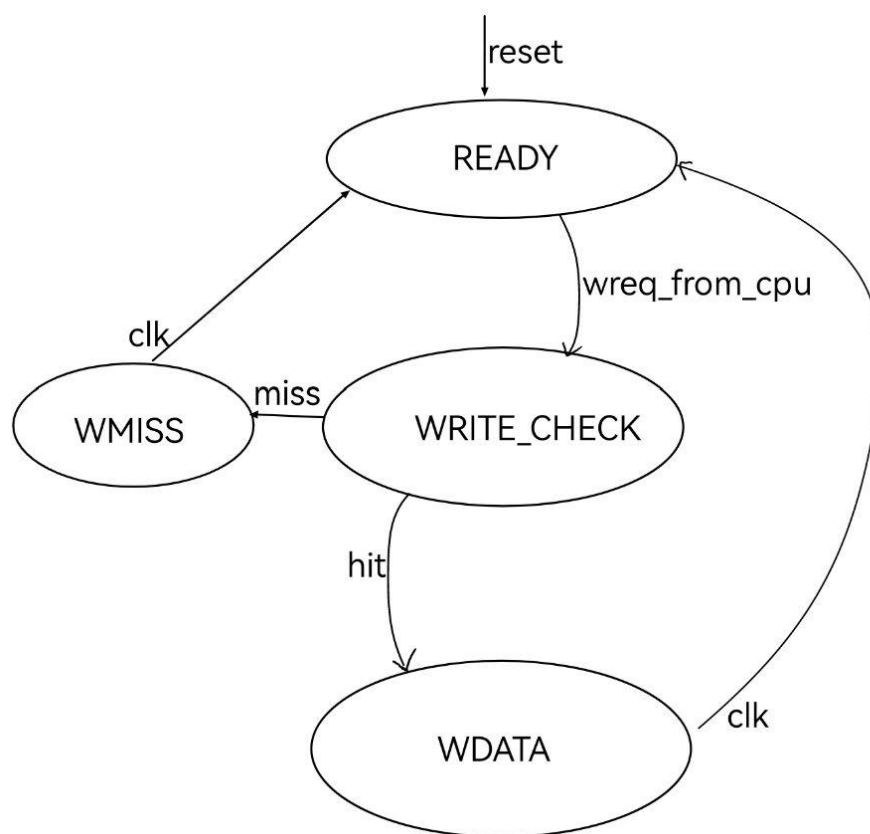 reset
READY
wreq_from_cpu
clk
miss
WMISS
WRITE_CHECK
hit
clk
WDATA